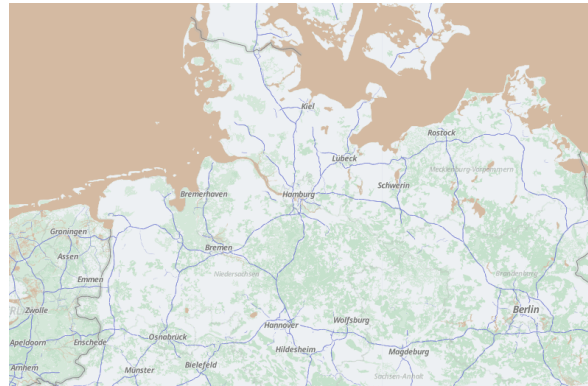 Kiel
Rostock
Lübeck
Mecklenburg-Vorpommern
Schwerin
Bremerhaven
Hamburg
Groningen
Bremen
Assen
Niedersachsen
Brandenburg
Emmen
Zwolle
Berlin
Wolfsburg
Hannover
Osnabrück
Apeldoorn
Enschede
Hildesheim
Magdeburg
Bielefeld
Arnhem
Münster
Sachsen-Anhalt